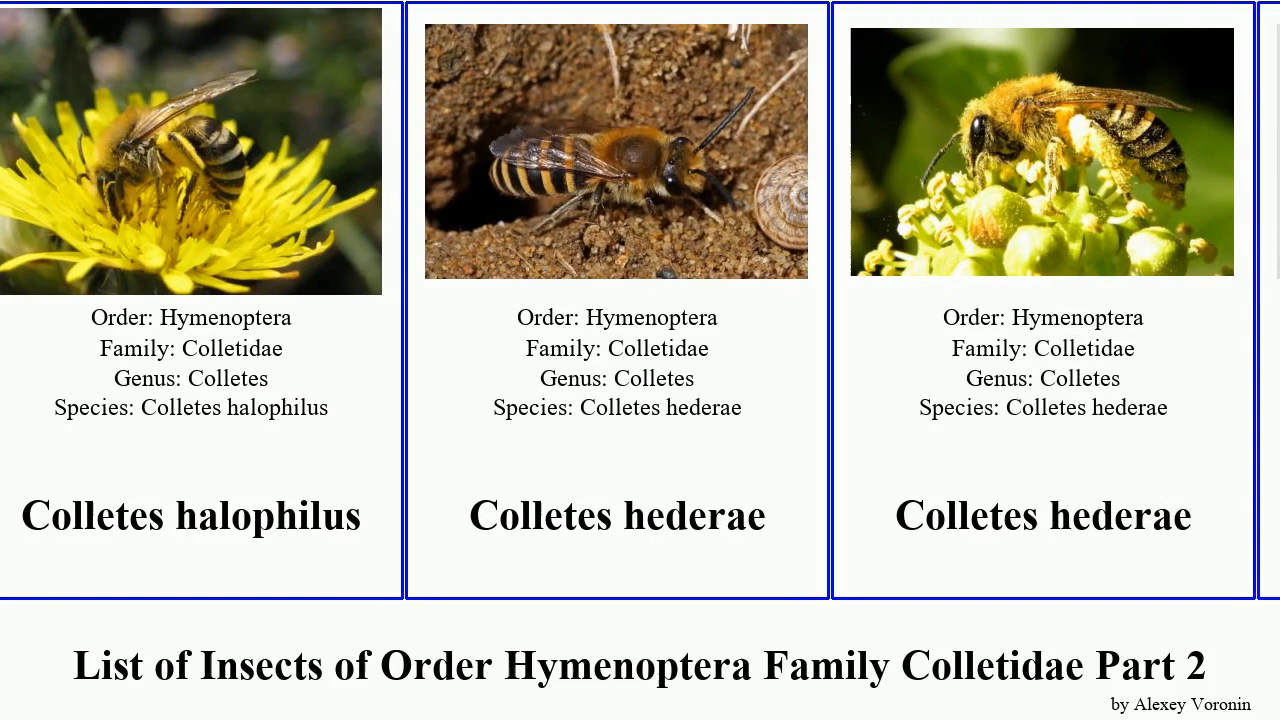 Order: Hymenoptera
Family: Colletidae
Genus: Colletes
Species: Colletes halophilus
Colletes halophilus
Order: Hymenoptera
Family: Colletidae
Genus: Colletes
Species: Colletes hederae
Colletes hederae
Order: Hymenoptera
Family: Colletidae
Genus: Colletes
Species: Colletes hederae
Colletes hederae
List of Insects of Order Hymenoptera Family Colletidae Part 2
by Alexey Voronin